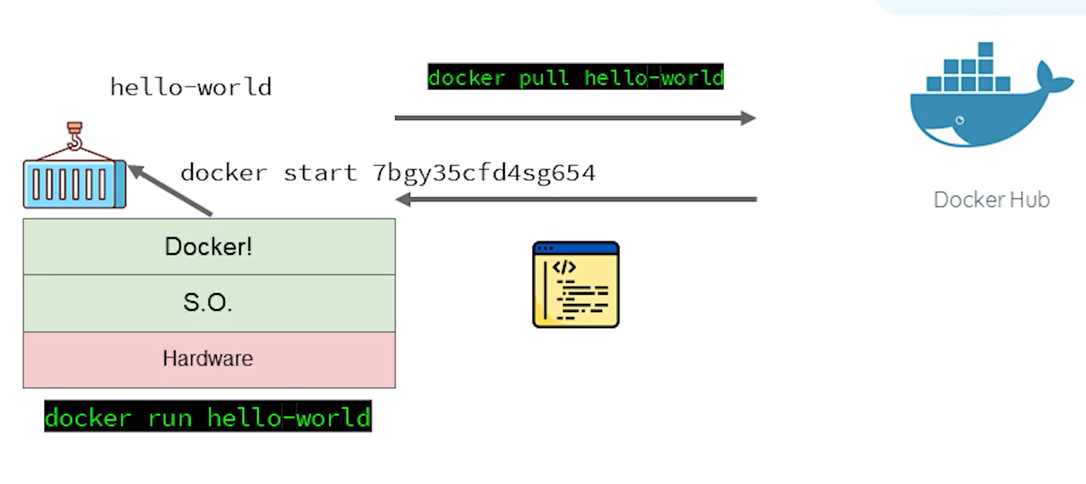 docker pull hello-world
hello-world
docker start 7bgy35cfd4sg654
Docker Hub
Docker!
</>
S.O.
Hardware
docker run hello-world